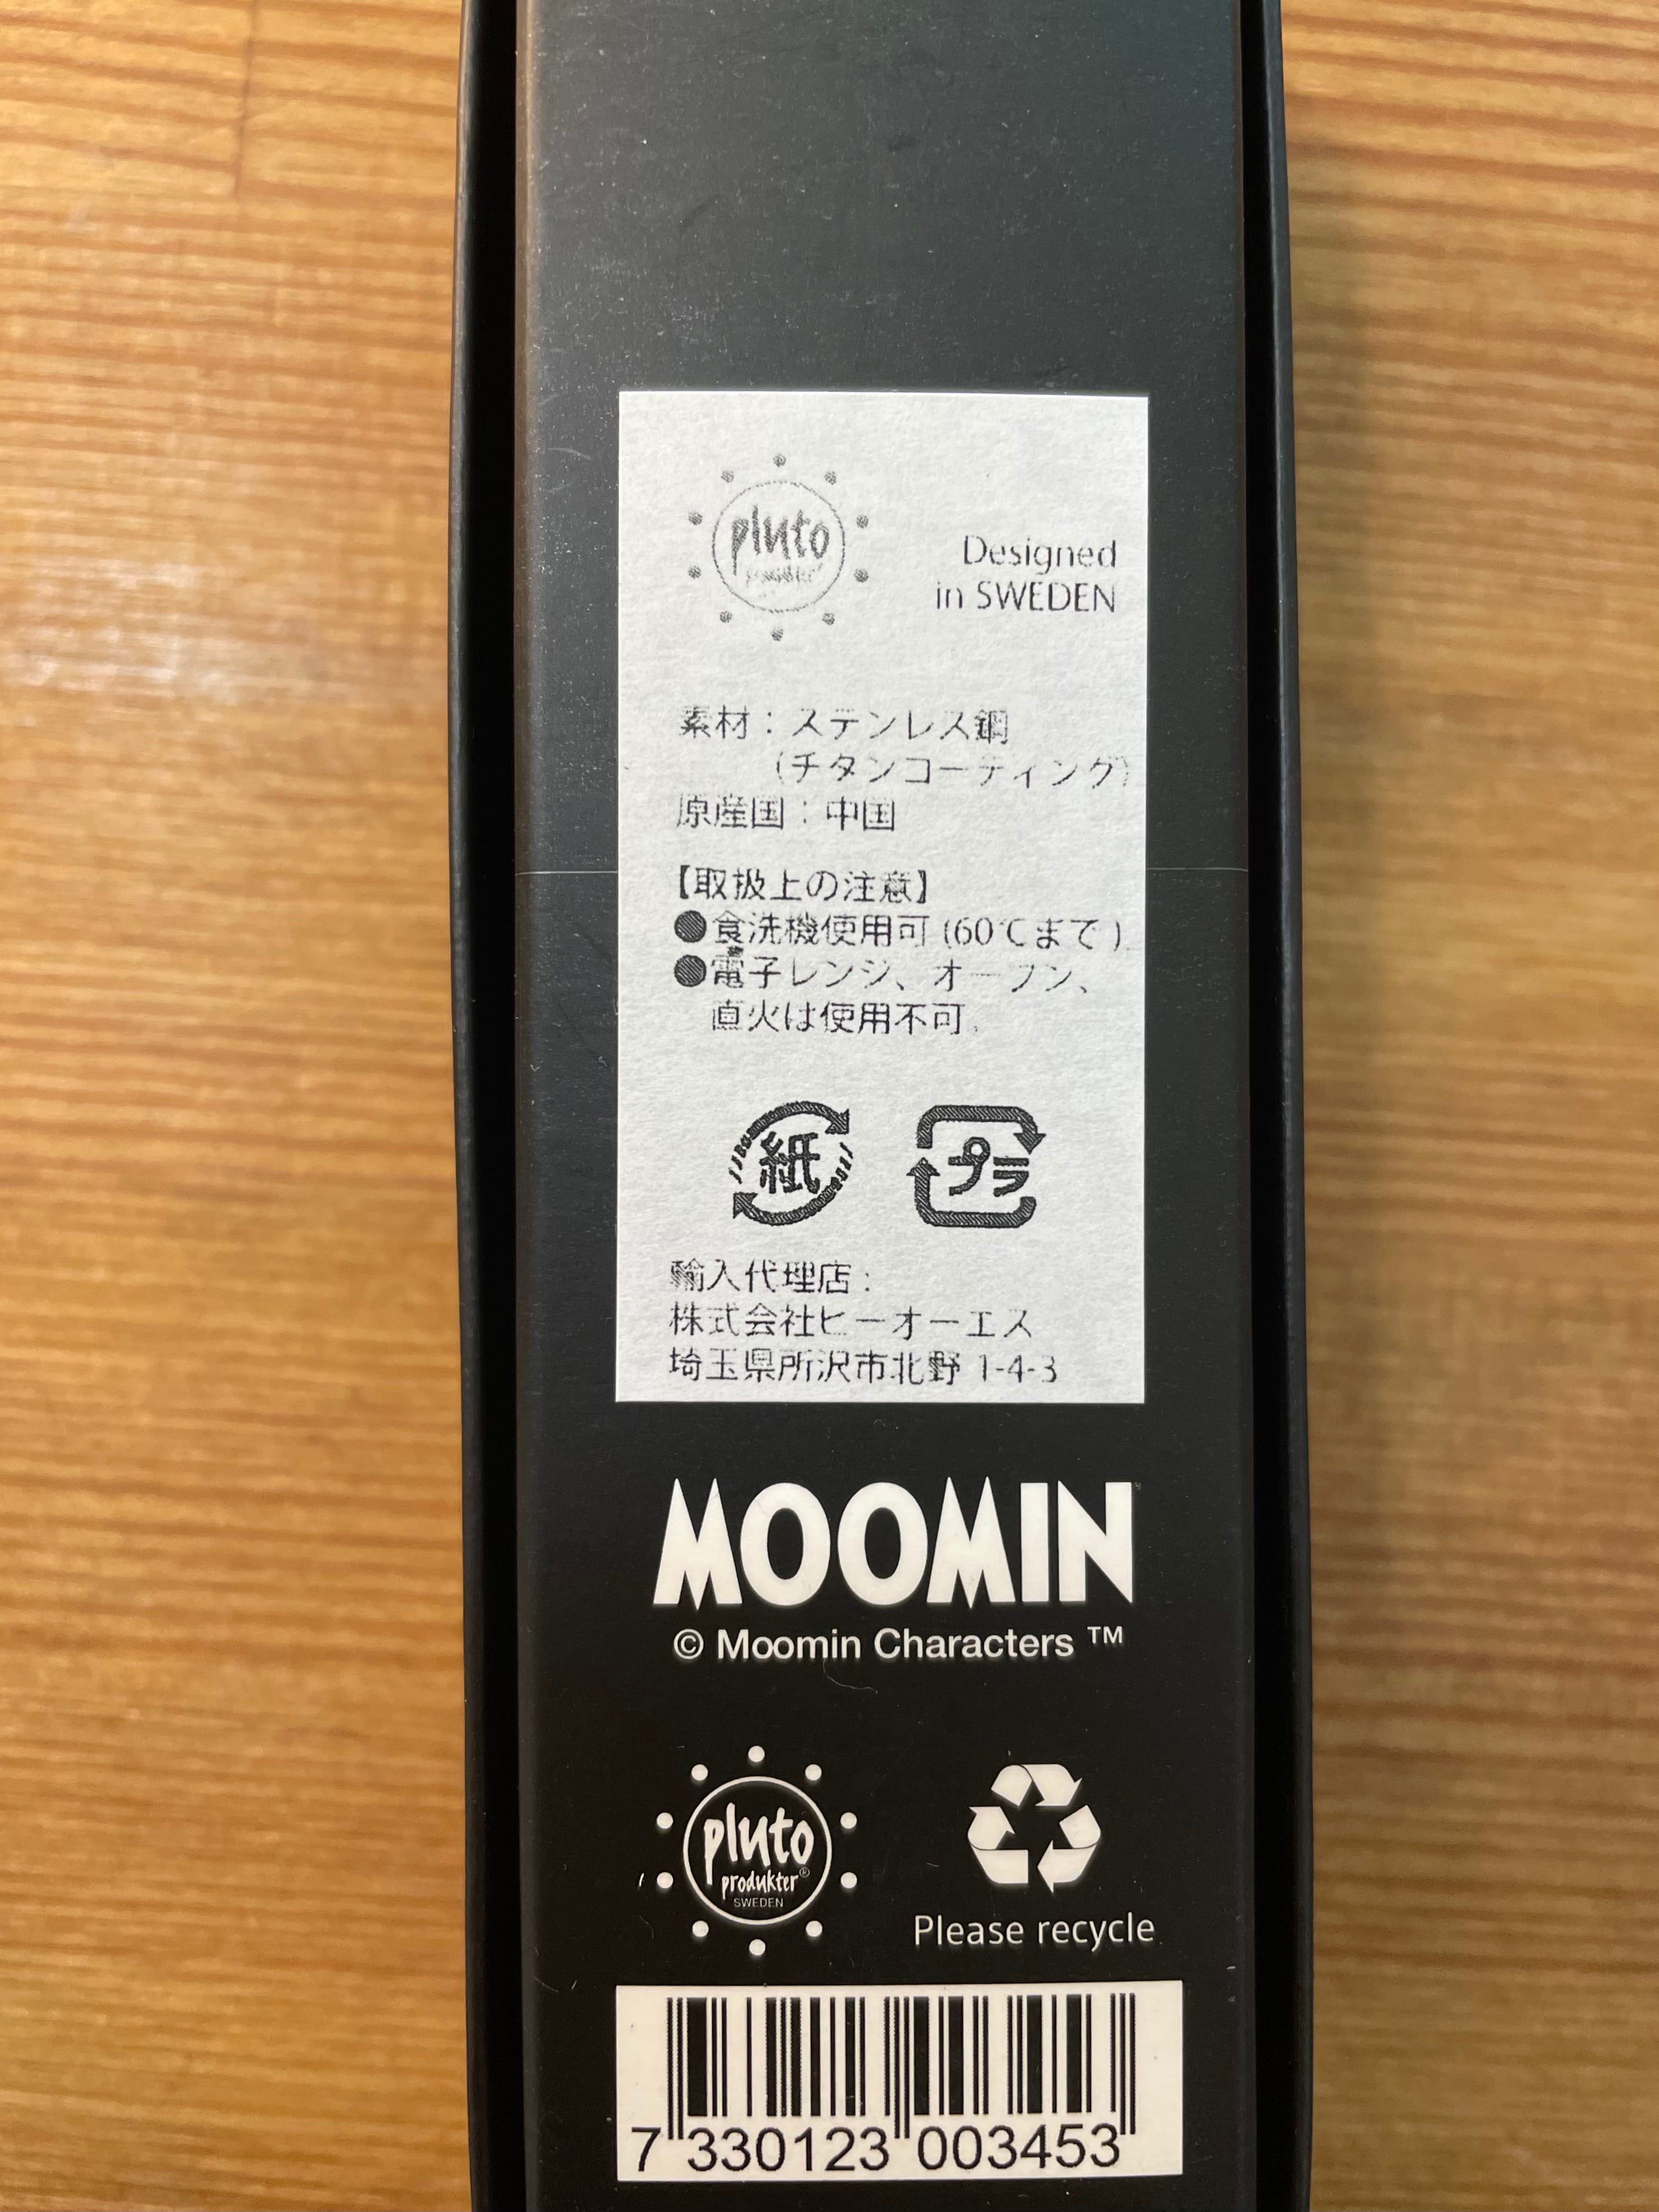 pluto
Designed
in SWEDEN
素材：ステンレス鋼
（チタンコーティング）
原産国：中国
【取扱上の注意】
●食洗機使用可(60℃まで)
●電子レンジ、オーブン、
直火は使用不可。
紙
プラ
輸入代理店：
株式会社ビーオーエス
埼玉県所沢市北野 1-4-3
MOOMIN
© Moomin Characters ™
pluto
produkter®
SWEDEN
Please recycle
7 330123 003453